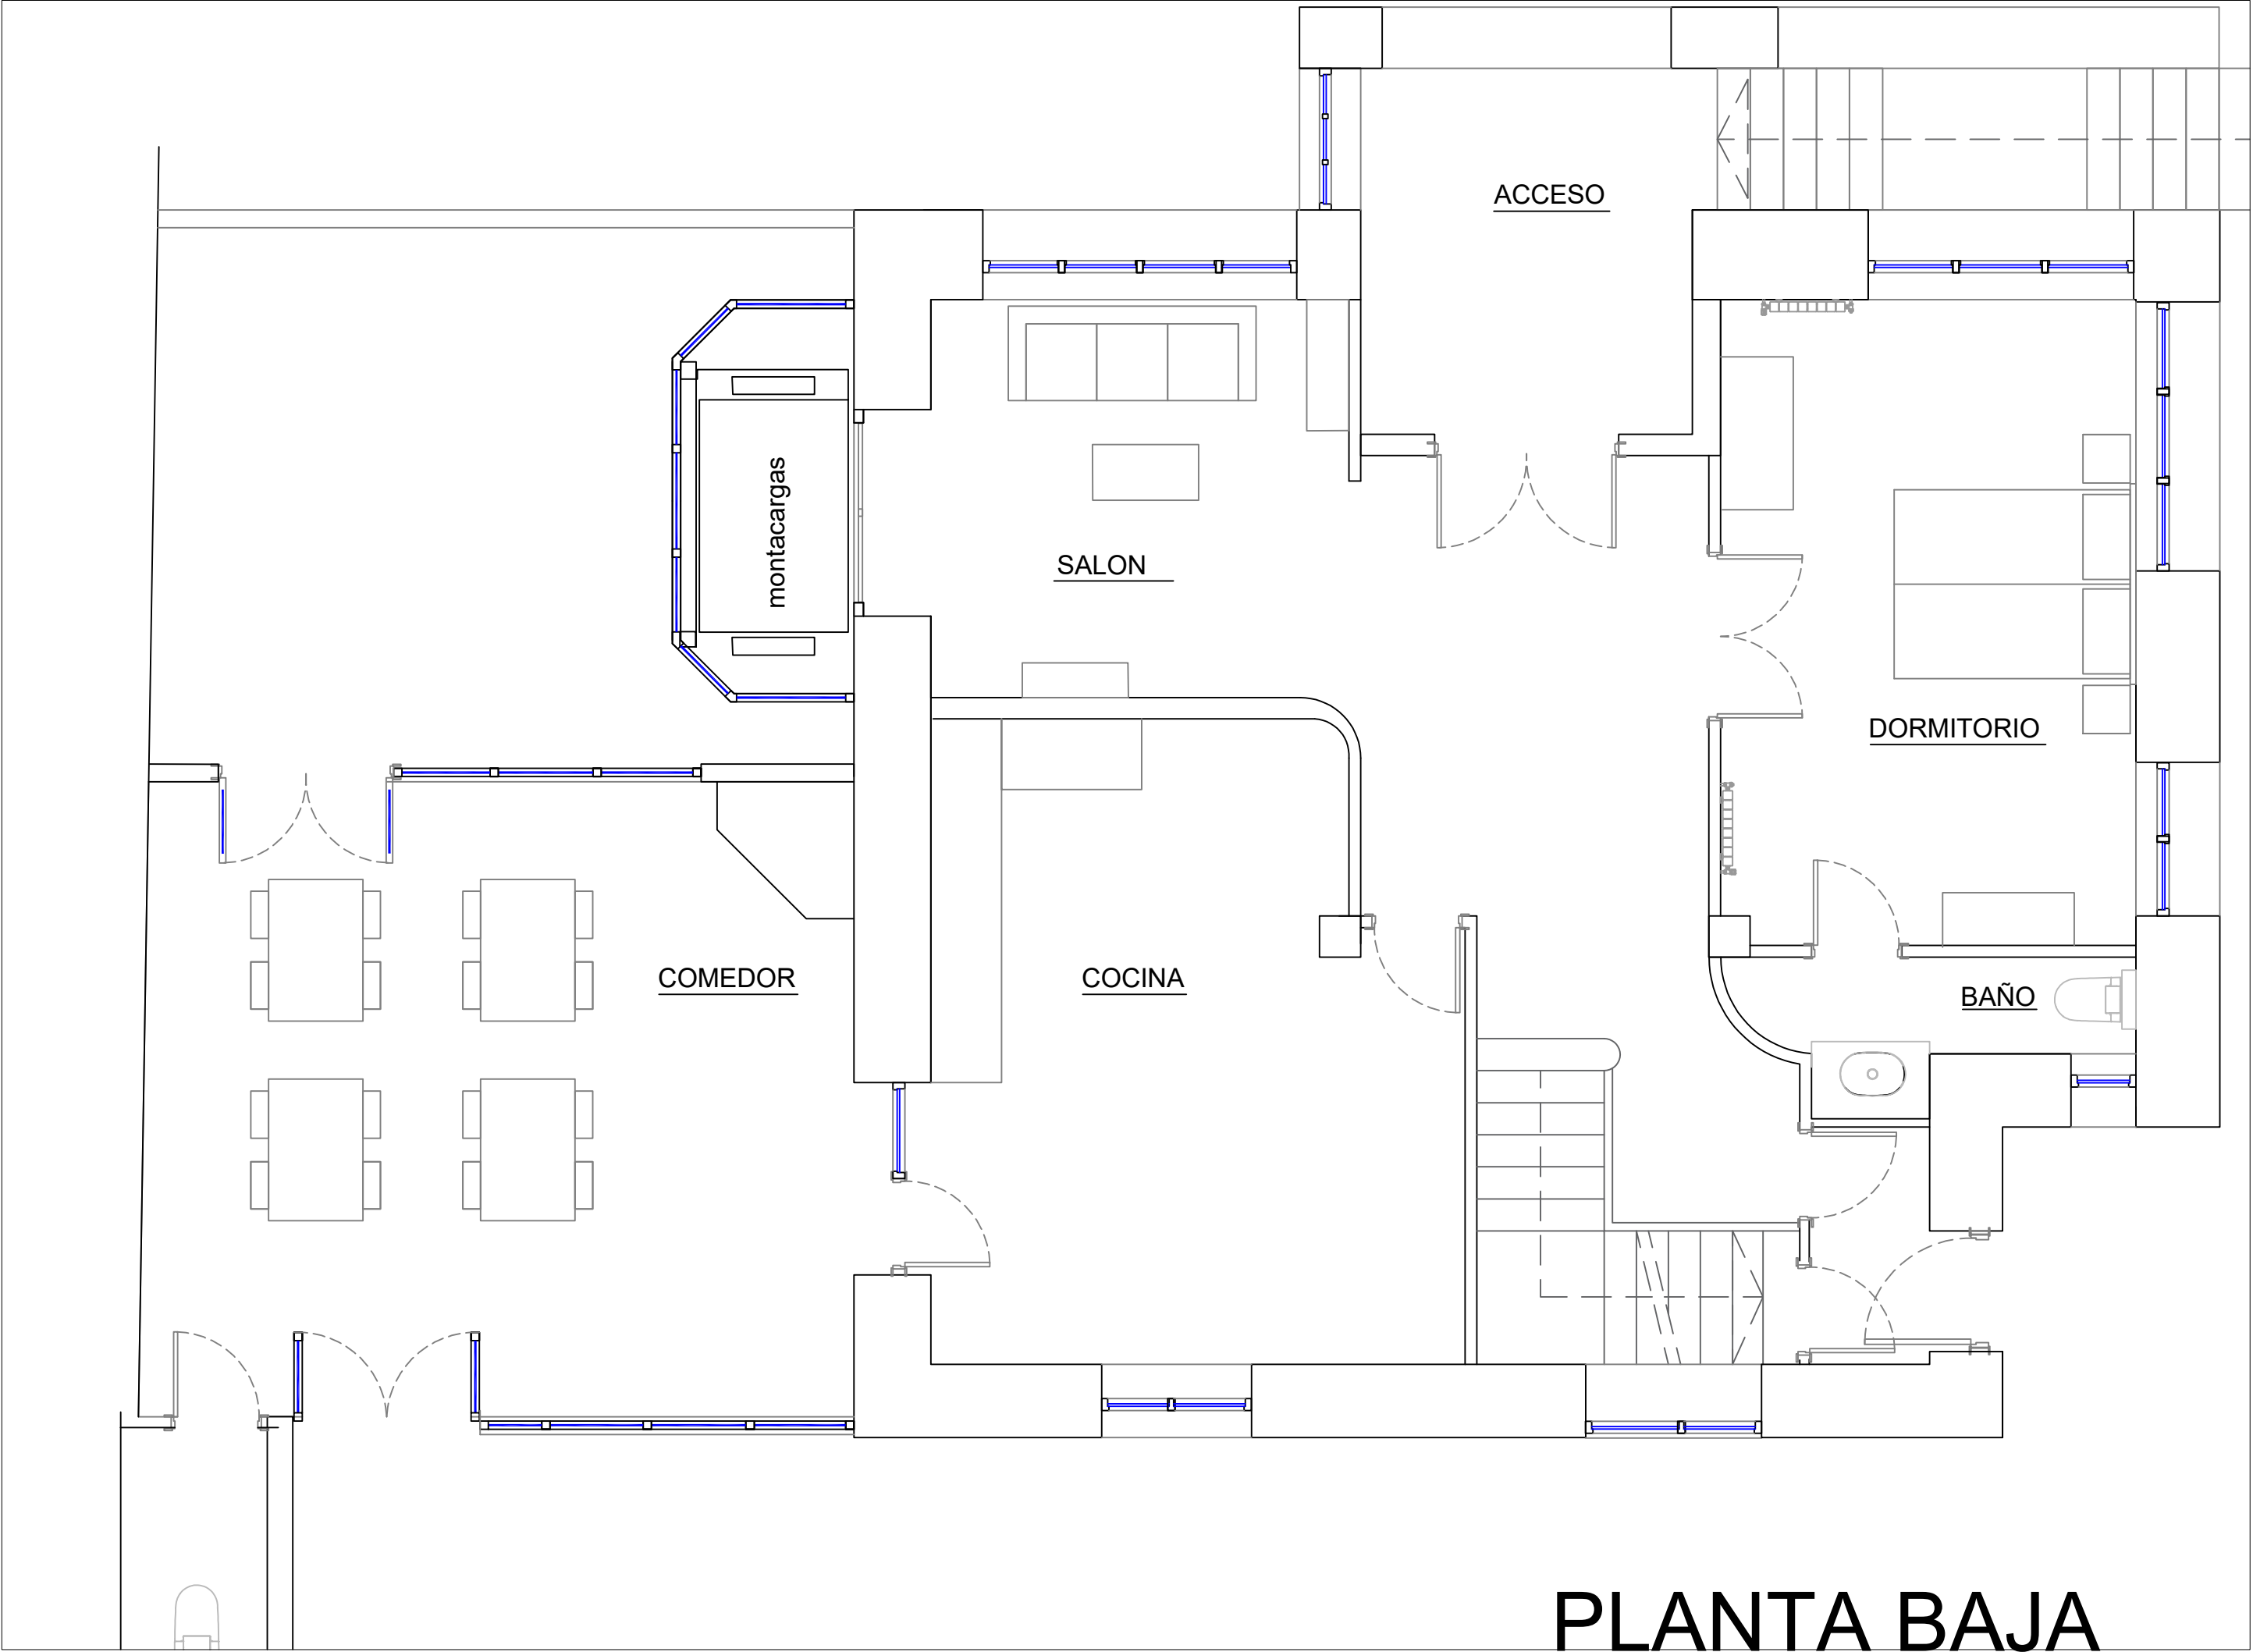 ACCESO
montacargas
SALON
DORMITORIO
COMEDOR
COCINA
BAÑO
PLANTA BAJA